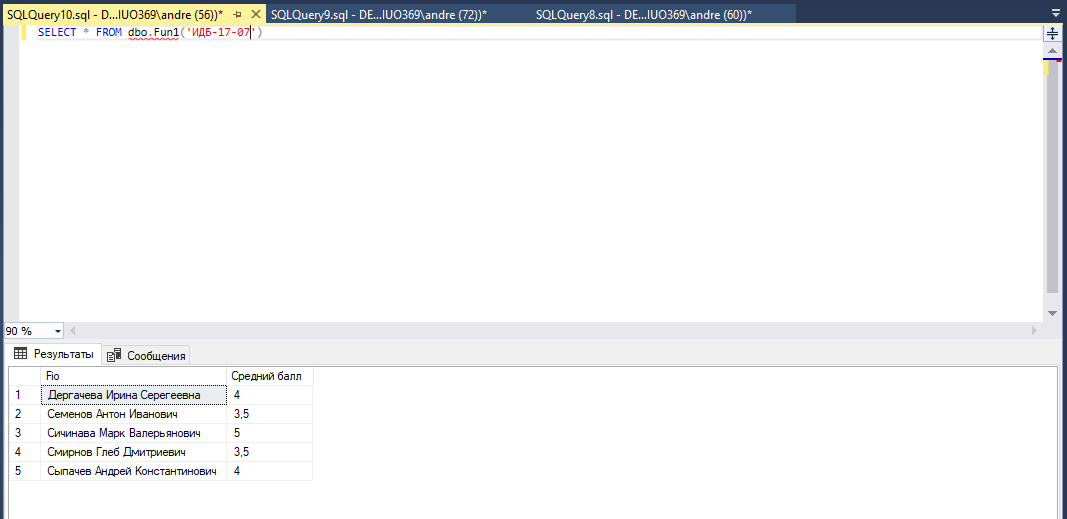 SQLQuery10.sql - D...IUO369\andre (56))* SQLQuery9.sql - DE...IUO369\andre (72))* SQLQuery8.sql - DE...IUO369\andre (60))*
SELECT * FROM dbo.Fun1('ИДБ-17-07')
90 %
Результаты Сообщения
Fio Средний балл
1 Дергачева Ирина Серегеевна 4
2 Семенов Антон Иванович 3,5
3 Сичинава Марк Валерьянович 5
4 Смирнов Глеб Дмитриевич 3,5
5 Сыпачев Андрей Константинович 4